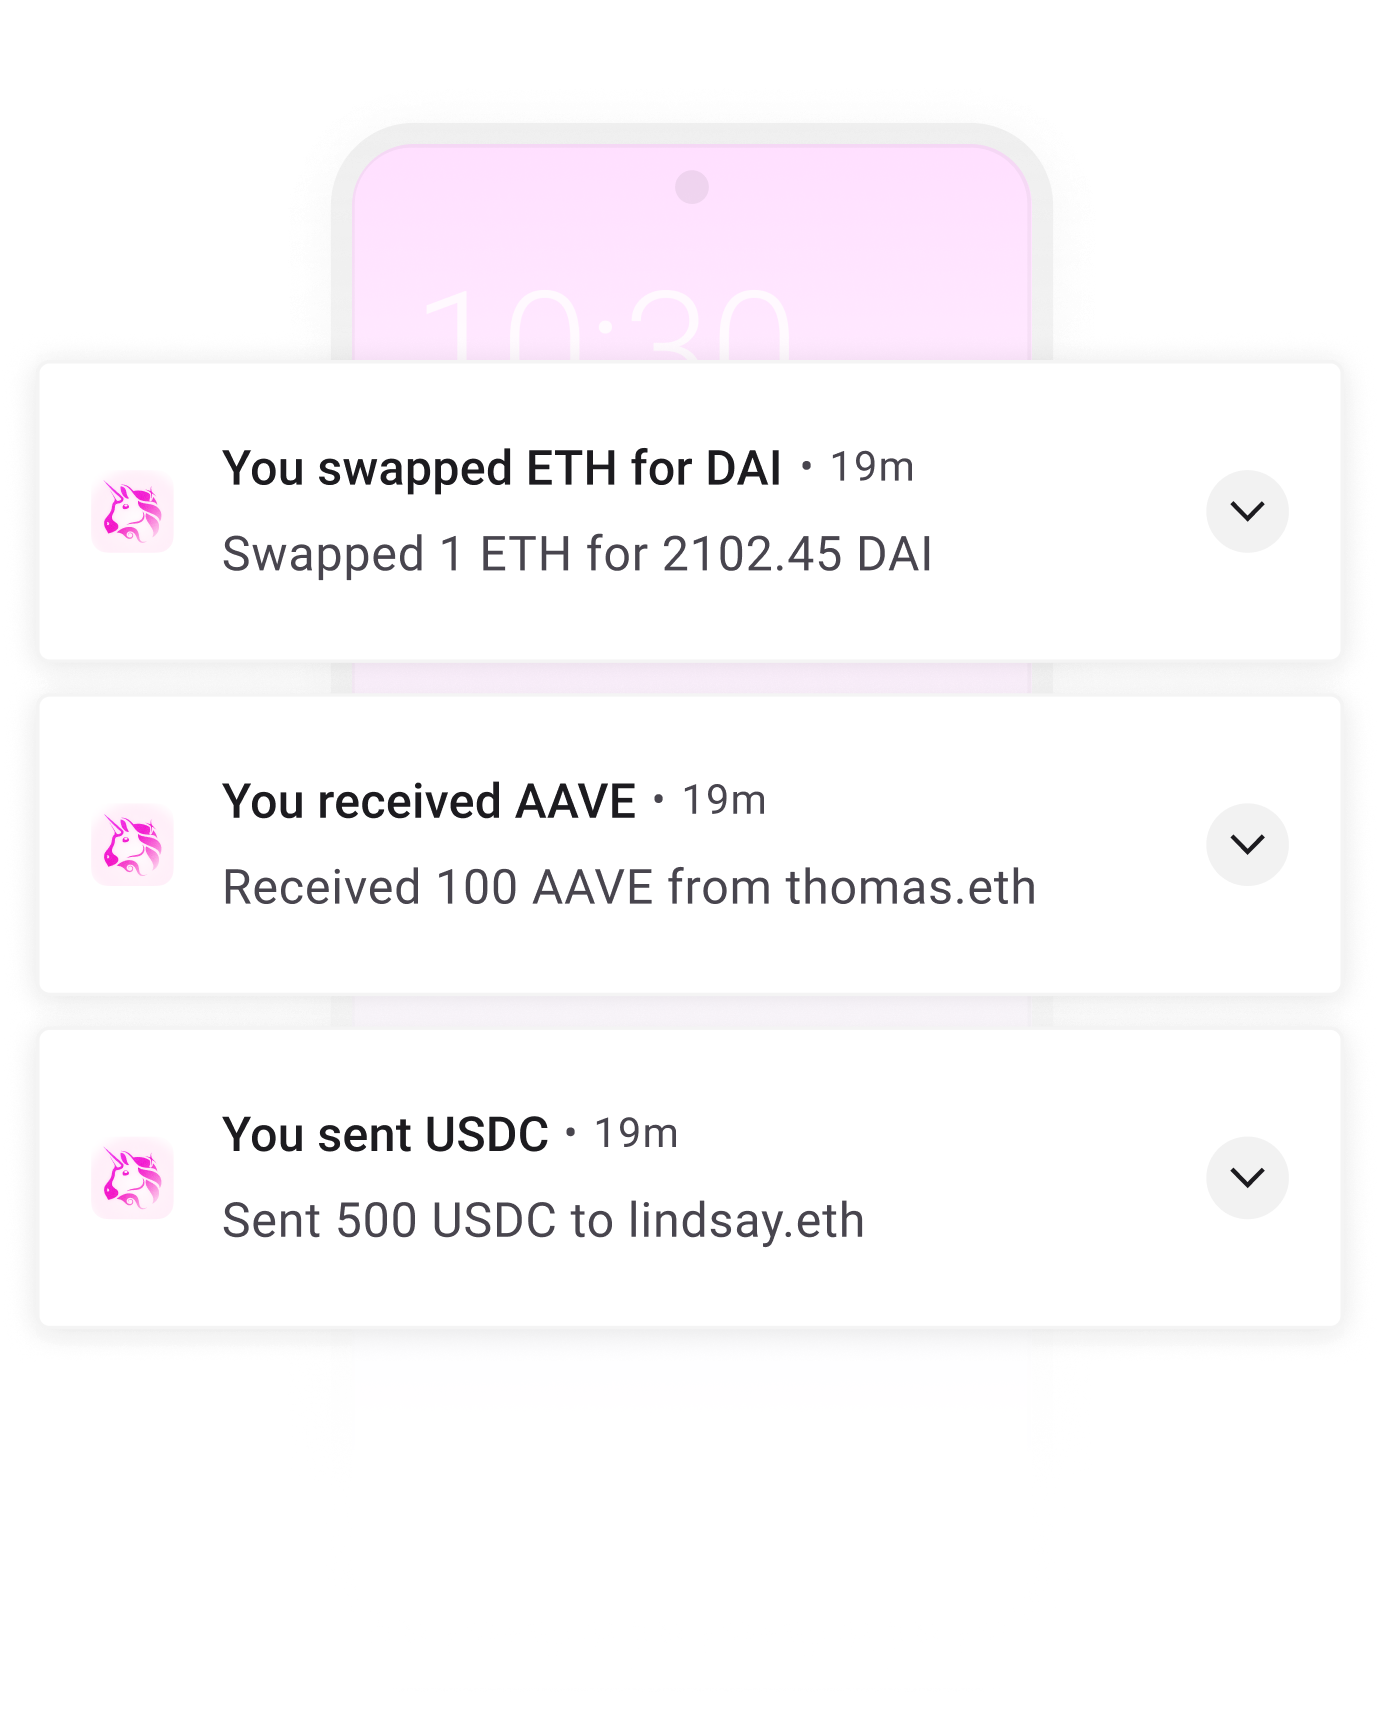 10:30
You swapped ETH for DAI • 19m
Swapped 1 ETH for 2102.45 DAI
You received AAVE • 19m
Received 100 AAVE from thomas.eth
You sent USDC • 19m
Sent 500 USDC to lindsay.eth